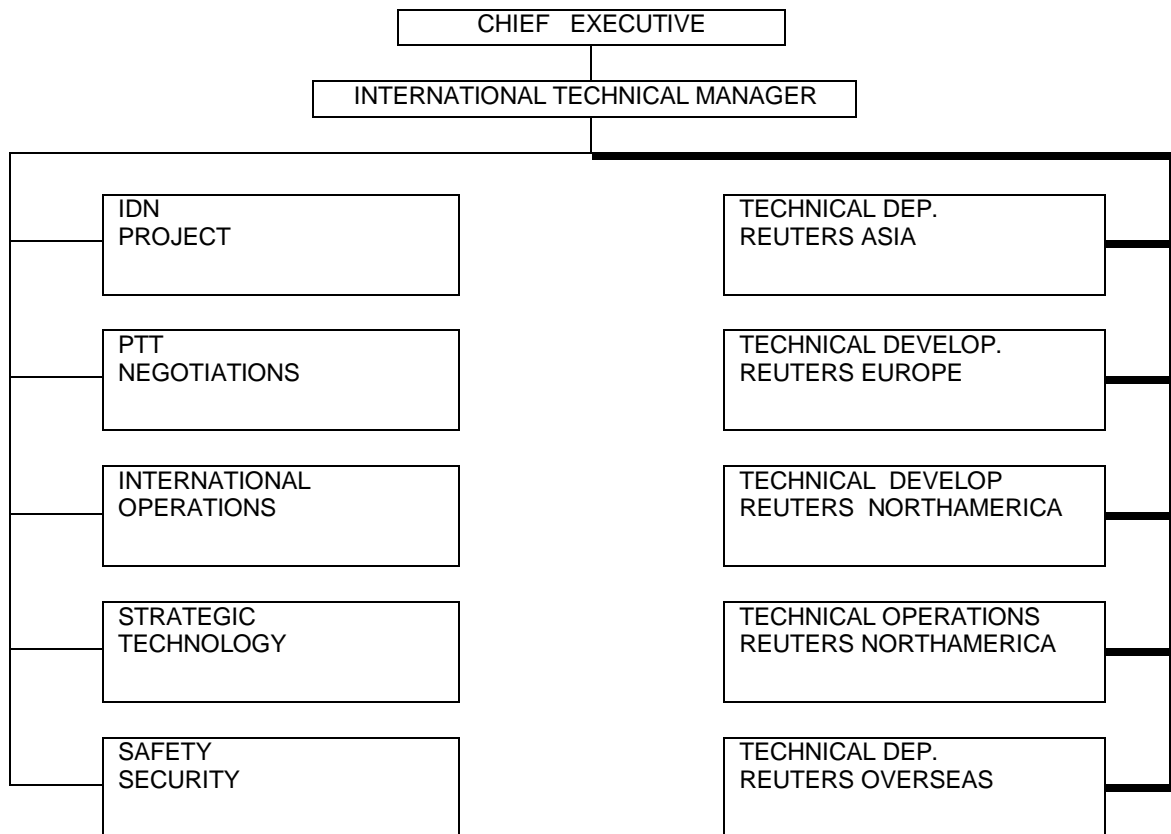 CHIEF EXECUTIVE
INTERNATIONAL TECHNICAL MANAGER
IDN
PROJECT
TECHNICAL DEP.
REUTERS ASIA
PTT
NEGOTIATIONS
TECHNICAL DEVELOP.
REUTERS EUROPE
INTERNATIONAL
OPERATIONS
TECHNICAL DEVELOP
REUTERS NORTHAMERICA
STRATEGIC
TECHNOLOGY
TECHNICAL OPERATIONS
REUTERS NORTHAMERICA
SAFETY
SECURITY
TECHNICAL DEP.
REUTERS OVERSEAS